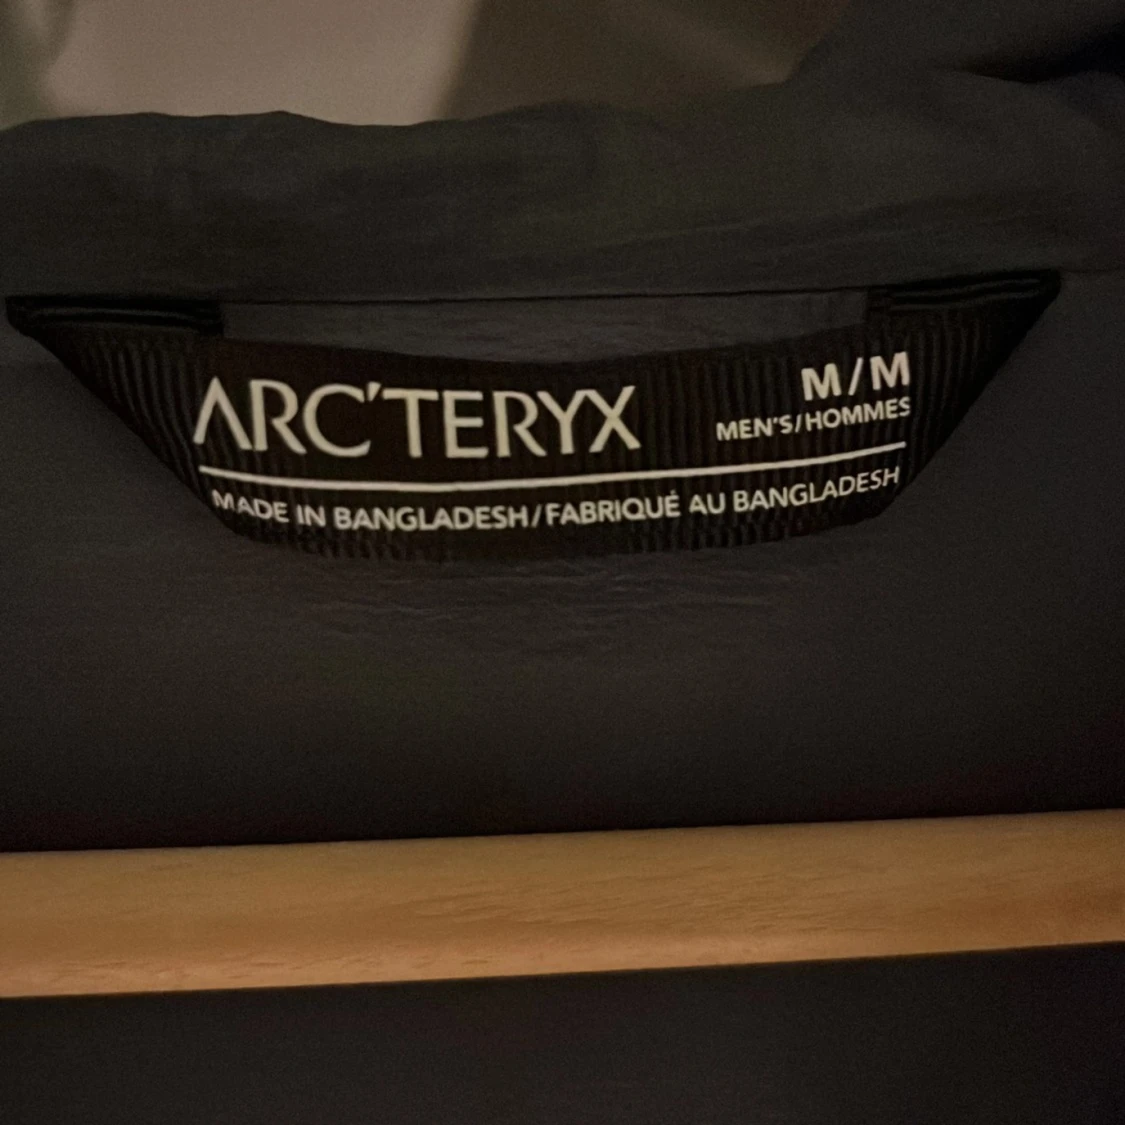 ARC'TERYX
M/M
MEN'S/HOMMES
MADE IN BANGLADESH/FABRIQUÉ AU BANGLADESH